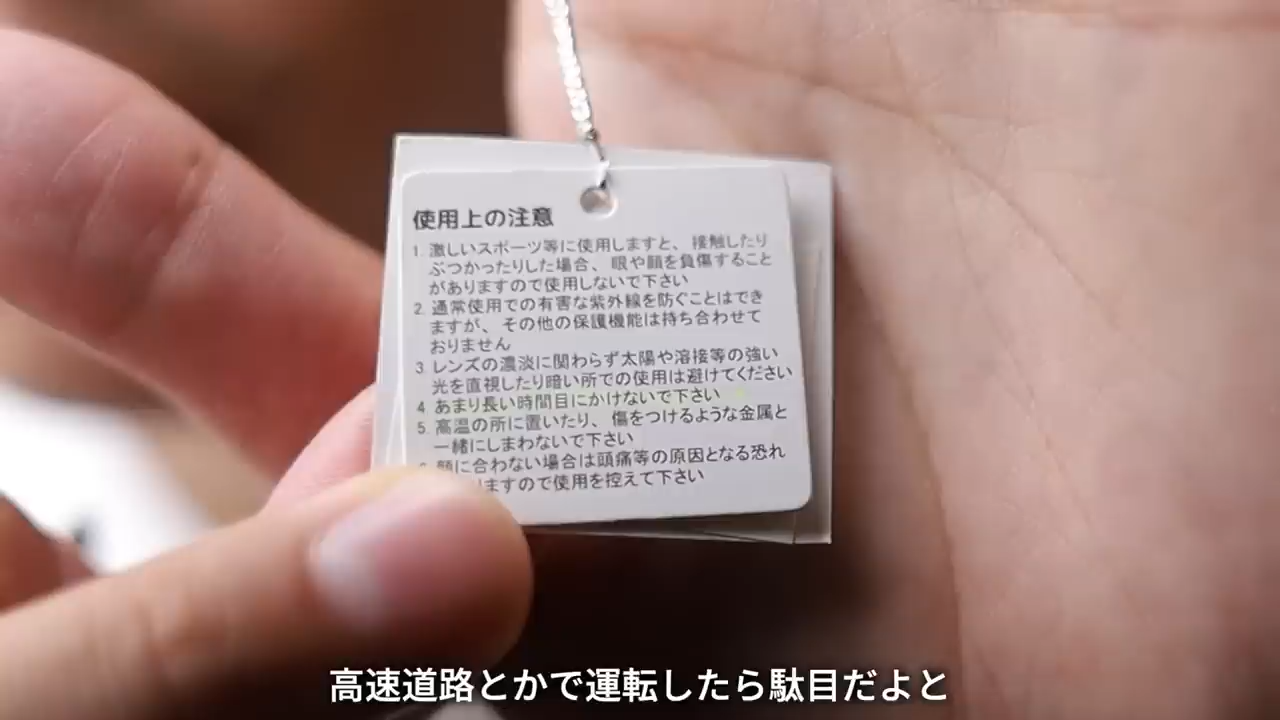 使用上の注意
1. 激しいスポーツ等に使用しますと、接触したり
ぶつかったりした場合、眼や顔を負傷すること
がありますので使用しないで下さい
2. 通常使用での有害な紫外線を防ぐことはでき
ますが、その他の保護機能は持ち合わせて
おりません
3. レンズの濃淡に関わらず太陽や溶接等の強い
光を直視したり暗い所での使用は避けてください
4. あまり長い時間目にかけないで下さい
5. 高温の所に置いたり、傷をつけるような金属と
一緒にしまわないで下さい
顔に合わない場合は頭痛等の原因となる恐れ
りますので使用を控えて下さい
高速道路とかで運転したら駄目だよと